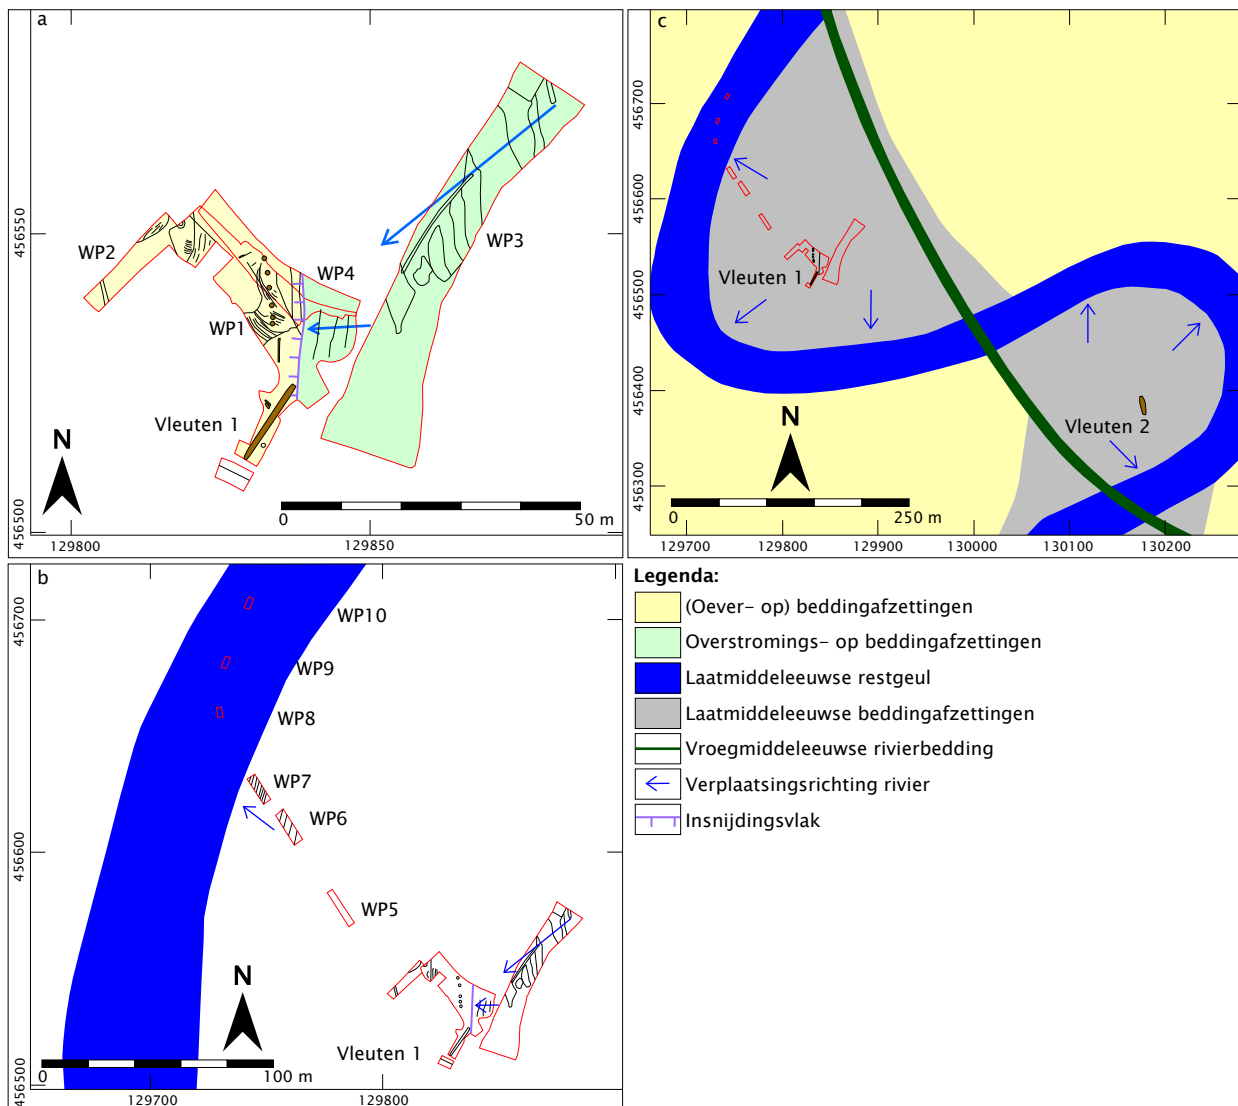 a
456550
456500
129800
129850
WP2
WP1
WP4
WP3
Vleuten 1
N
0
50 m
c
456700
456600
456500
456400
456300
129700
129800
129900
130000
130100
130200
Vleuten 1
Vleuten 2
N
0
250 m
b
456700
456600
456500
129700
129800
WP10
WP9
WP8
WP7
WP6
WP5
Vleuten 1
N
0
100 m
Legenda:
(Oever- op) beddingafzettingen
Overstromings- op beddingafzettingen
Laatmiddeleeuwse restgeul
Laatmiddeleeuwse beddingafzettingen
Vroegmiddeleeuwse rivierbedding
Verplaatsingsrichting rivier
Insnijdingsvlak